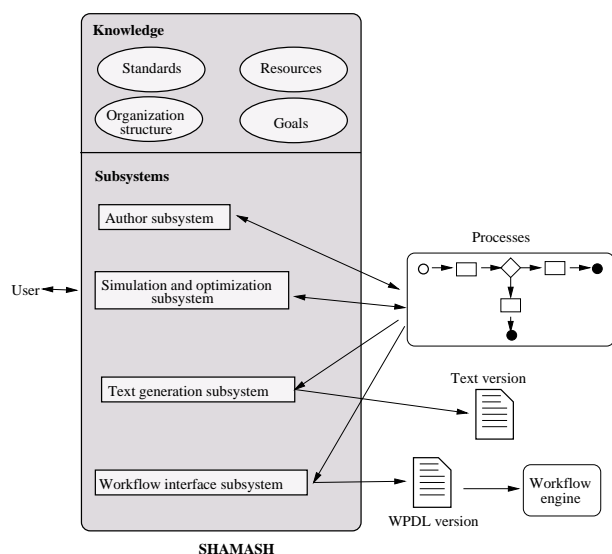 Knowledge
Standards
Resources
Organization
structure
Goals
Subsystems
Author subsystem
Processes
User
Simulation and optimization
subsystem
Text generation subsystem
Text version
Workflow interface subsystem
Workflow
engine
WPDL version
SHAMASH